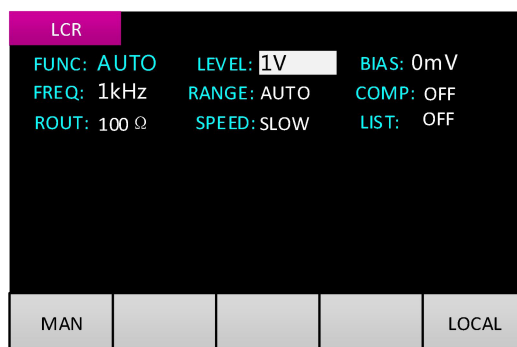 LCR
FUNC: AUTO LEVEL: 1V BIAS: 0mV
FREQ: 1kHz RANGE: AUTO COMP: OFF
ROUT: 100 Ω SPEED: SLOW LIST: OFF
MAN LOCAL